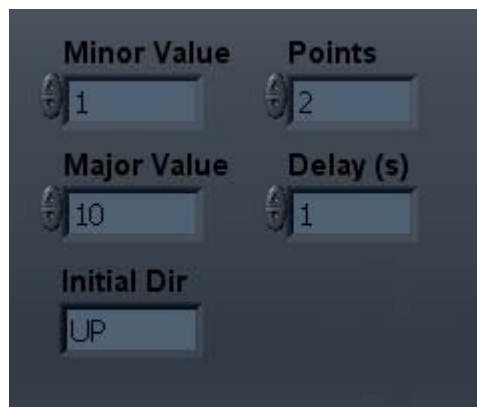 Minor Value Points
1 2
Major Value Delay (s)
10 1
Initial Dir
UP